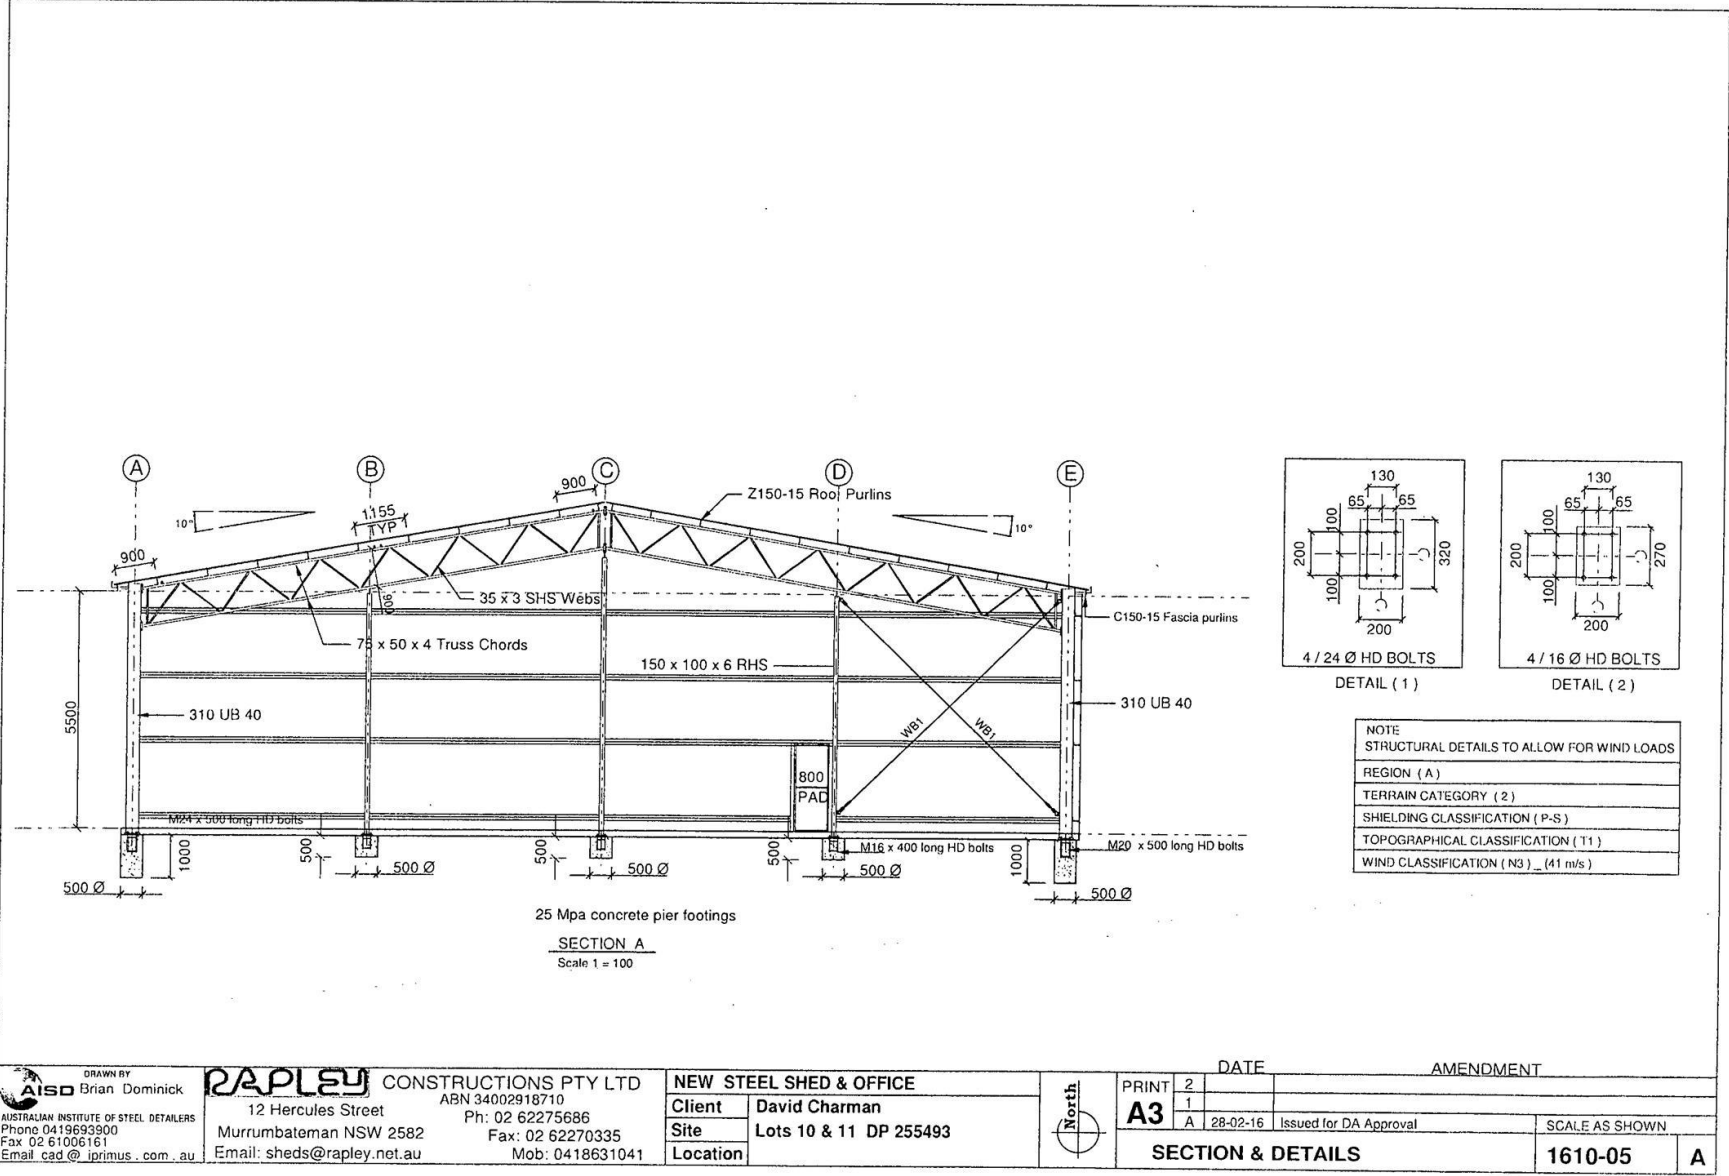 A
B
C
D
E
900
Z150-15 Roof Purlins
1155
TYP
10°
10°
900
900
35 x 3 SHS Webs
C150-15 Fascia purlins
75 x 50 x 4 Truss Chords
150 x 100 x 6 RHS
5500
310 UB 40
310 UB 40
WB1
WB1
800
PAD
M24 x 500 long HD bolts
M16 x 400 long HD bolts
M20 x 500 long HD bolts
1000
500
500
500
1000
500 Ø
500 Ø
500 Ø
500 Ø
500 Ø
25 Mpa concrete pier footings
SECTION A
Scale 1 = 100
130
65
65
100
200
100
320
200
4 / 24 Ø HD BOLTS
DETAIL ( 1 )
130
65
65
100
200
100
270
200
4 / 16 Ø HD BOLTS
DETAIL ( 2 )
NOTE
STRUCTURAL DETAILS TO ALLOW FOR WIND LOADS
REGION ( A )
TERRAIN CATEGORY ( 2 )
SHIELDING CLASSIFICATION ( P-S )
TOPOGRAPHICAL CLASSIFICATION ( T1 )
WIND CLASSIFICATION ( N3 ) _ (41 m/s )
DRAWN BY
AISD Brian Dominick
AUSTRALIAN INSTITUTE OF STEEL DETAILERS
Phone 0419693900
Fax 02 61006161
Email cad @ iprimus . com . au
RAPLEY CONSTRUCTIONS PTY LTD
ABN 34002918710
12 Hercules Street
Ph: 02 62275686
Murrumbateman NSW 2582
Fax: 02 62270335
Email: sheds@rapley.net.au
Mob: 0418631041
NEW STEEL SHED & OFFICE
Client David Charman
Site Lots 10 & 11 DP 255493
Location
North
DATE AMENDMENT
PRINT 2
A3 1
A 28-02-16 Issued for DA Approval
SCALE AS SHOWN
SECTION & DETAILS
1610-05 A